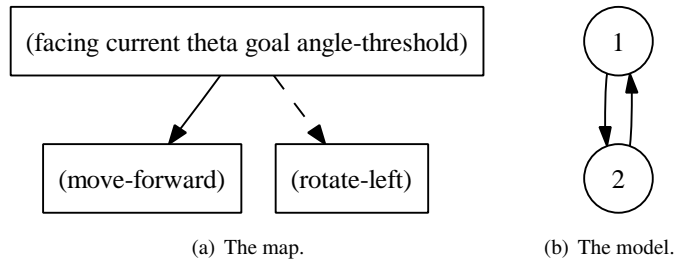 (facing current theta goal angle-threshold)
1
(move-forward)
(rotate-left)
2
(a) The map.
(b) The model.